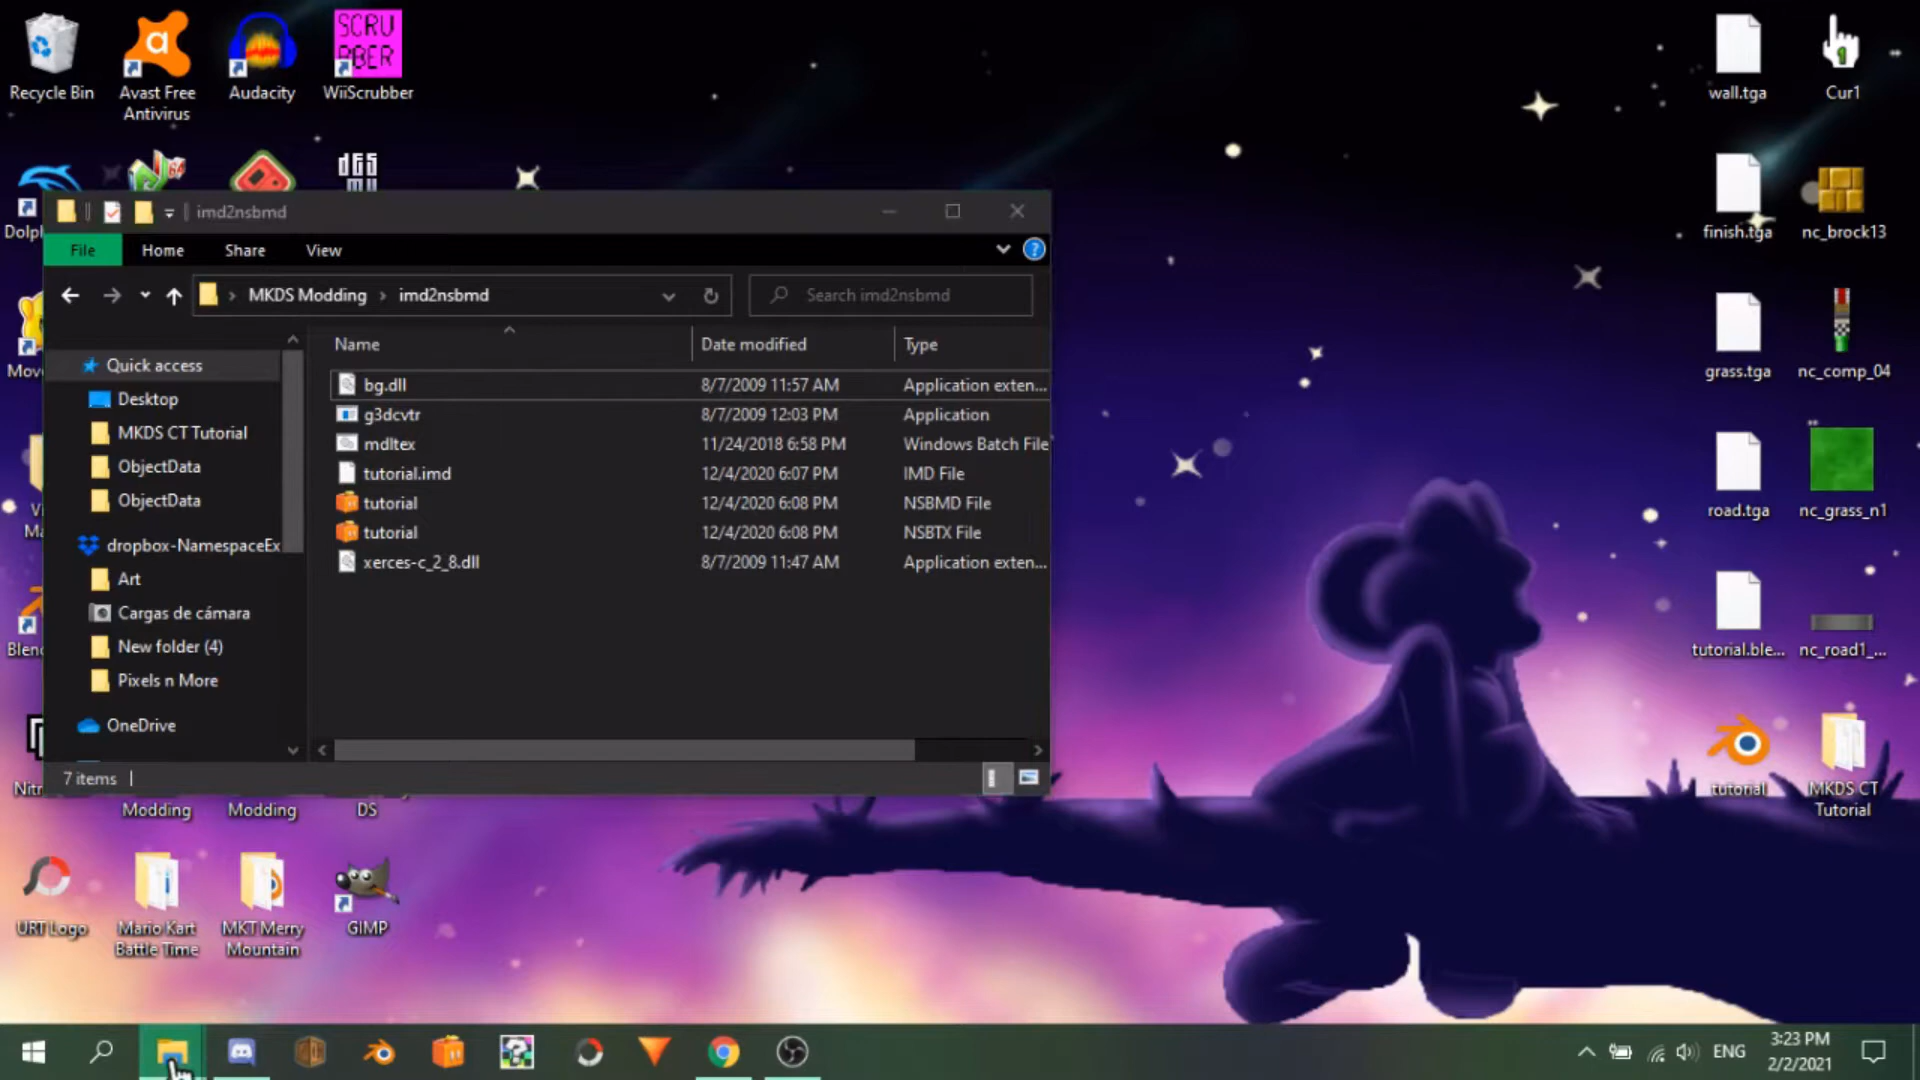 Recycle Bin
Avast Free
Antivirus
Audacity
SCRU
BBER
WiiScrubber
64
d66
mu
Dolph
Move
Blen
Nitr
imd2nsbmd
File
Home
Share
View
MKDS Modding
imd2nsbmd
Search imd2nsbmd
Name
Date modified
Type
Quick access
Desktop
MKDS CT Tutorial
ObjectData
ObjectData
dropbox-NamespaceEx
Art
Cargas de cámara
New folder (4)
Pixels n More
OneDrive
bg.dll 8/7/2009 11:57 AM Application exten...
g3dcvtr 8/7/2009 12:03 PM Application
mdltex 11/24/2018 6:58 PM Windows Batch File
tutorial.imd 12/4/2020 6:07 PM IMD File
tutorial 12/4/2020 6:08 PM NSBMD File
tutorial 12/4/2020 6:08 PM NSBTX File
xerces-c_2_8.dll 8/7/2009 11:47 AM Application exten...
7 items
Modding
Modding
DS
URT Logo
Mario Kart
Battle Time
MKT Merry
Mountain
GIMP
wall.tga
Cur1
finish.tga
nc_brock13
grass.tga
nc_comp_04
road.tga
nc_grass_n1
tutorial.ble...
nc_road1_...
tutorial
MKDS CT
Tutorial
ENG
3:23 PM
2/2/2021